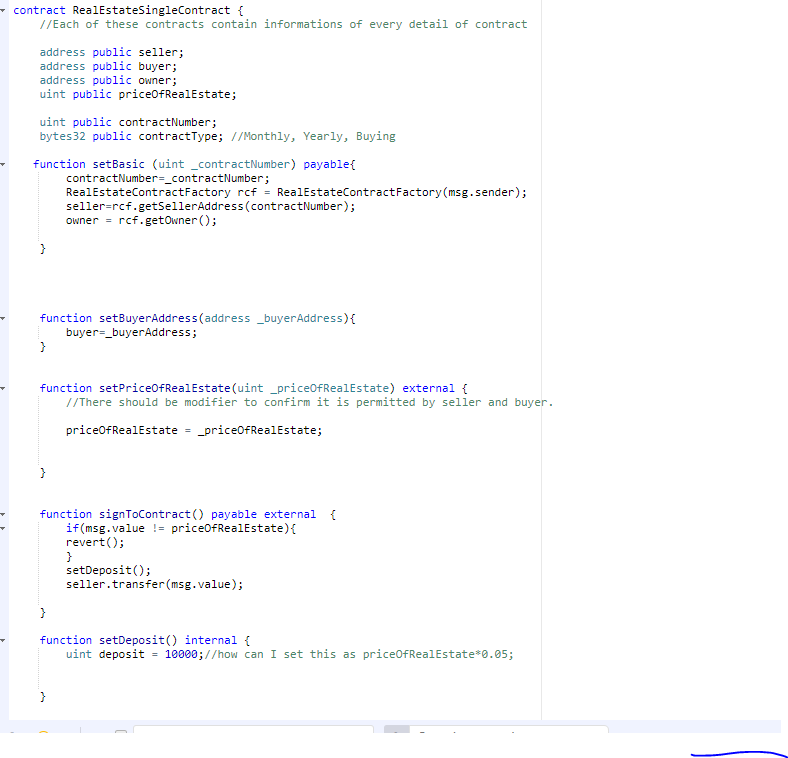 contract RealEstateSingleContract {
//Each of these contracts contain informations of every detail of contract
address public seller;
address public buyer;
address public owner;
uint public priceOfRealEstate;
uint public contractNumber;
bytes32 public contractType; //Monthly, Yearly, Buying
function setBasic (uint _contractNumber) payable{
contractNumber=_contractNumber;
RealEstateContractFactory rcf = RealEstateContractFactory(msg.sender);
seller=rcf.getSellerAddress(contractNumber);
owner = rcf.getOwner();
}
function setBuyerAddress(address _buyerAddress){
buyer=_buyerAddress;
}
function setPriceOfRealEstate(uint _priceOfRealEstate) external {
//There should be modifier to confirm it is permitted by seller and buyer.
priceOfRealEstate = _priceOfRealEstate;
}
function signToContract() payable external  {
if(msg.value != priceOfRealEstate){
revert();
}
setDeposit();
seller.transfer(msg.value);
}
function setDeposit() internal {
uint deposit = 10000;//how can I set this as priceOfRealEstate*0.05;
}